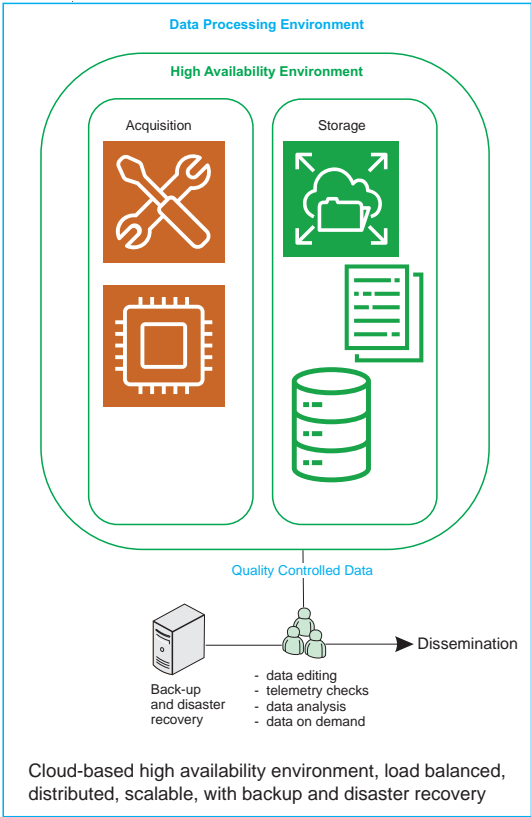 Data Processing Environment
High Availability Environment
Acquisition
Storage
Quality Controlled Data
Dissemination
Back-up
and disaster
recovery
- data editing
- telemetry checks
- data analysis
- data on demand
Cloud-based high availability environment, load balanced,
distributed, scalable, with backup and disaster recovery